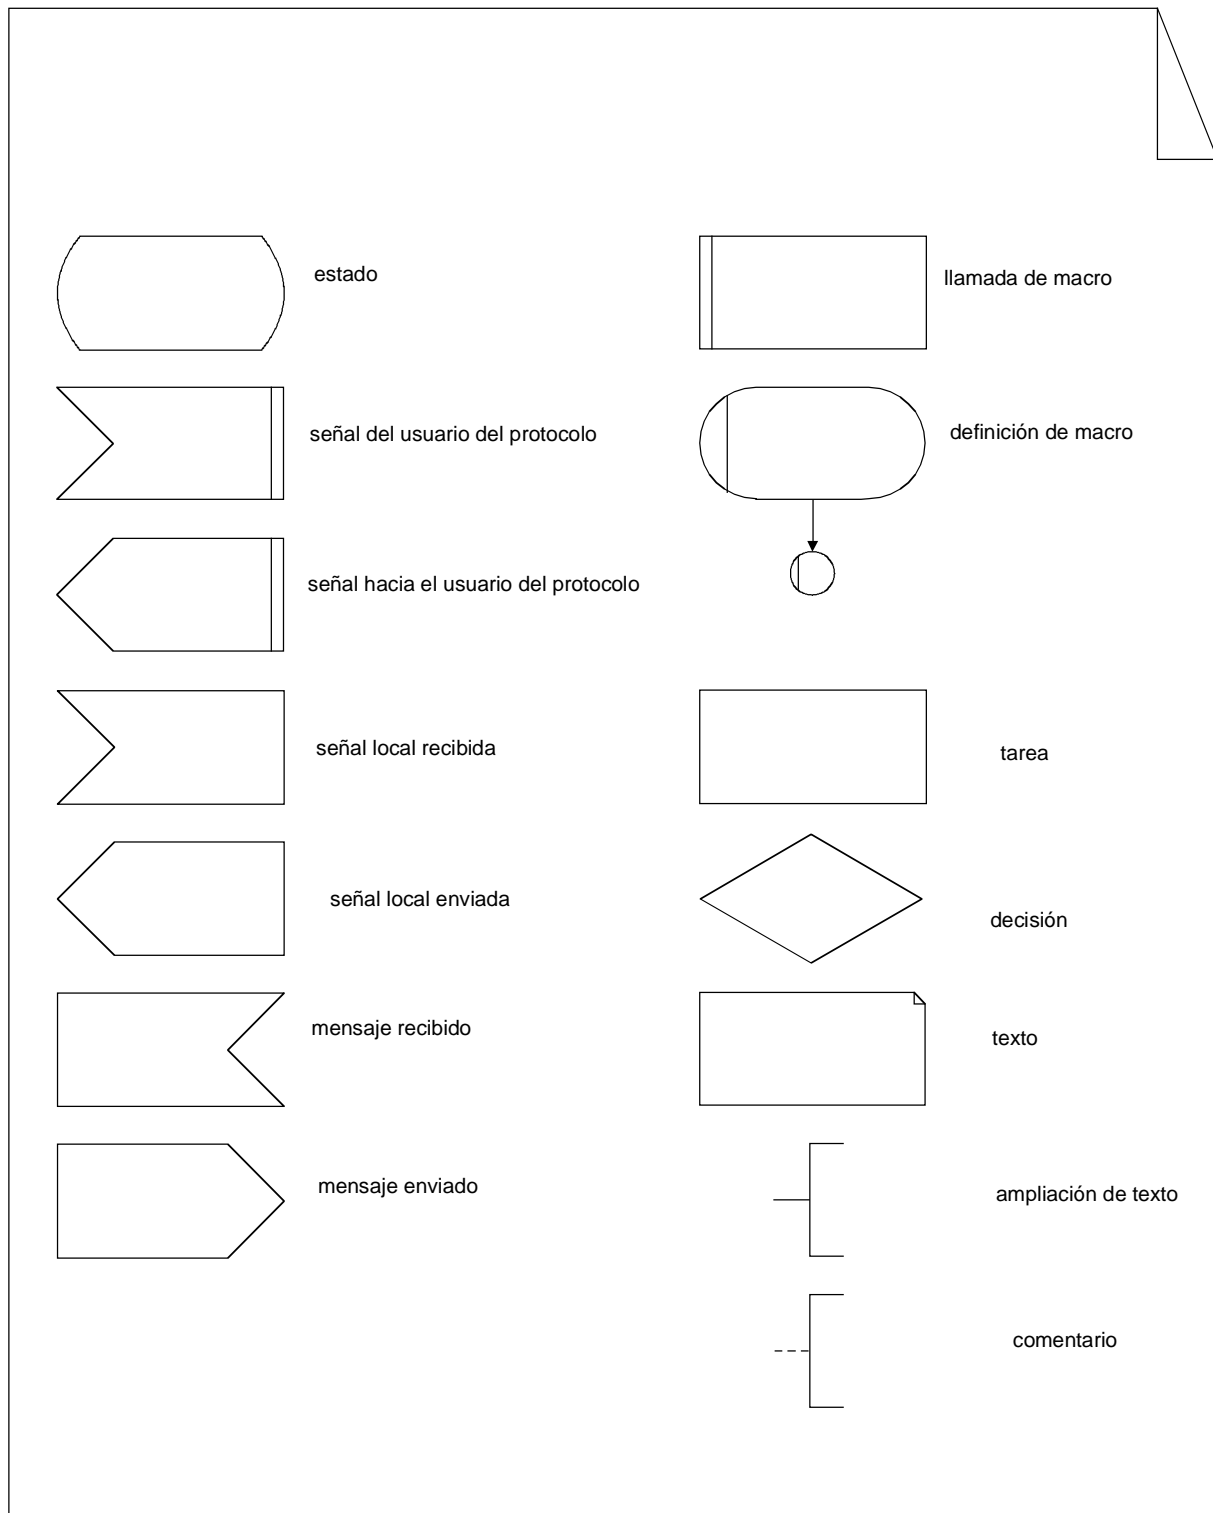 estado
señal del usuario del protocolo
señal hacia el usuario del protocolo
señal local recibida
señal local enviada
mensaje recibido
mensaje enviado
llamada de macro
definición de macro
tarea
decisión
texto
ampliación de texto
comentario